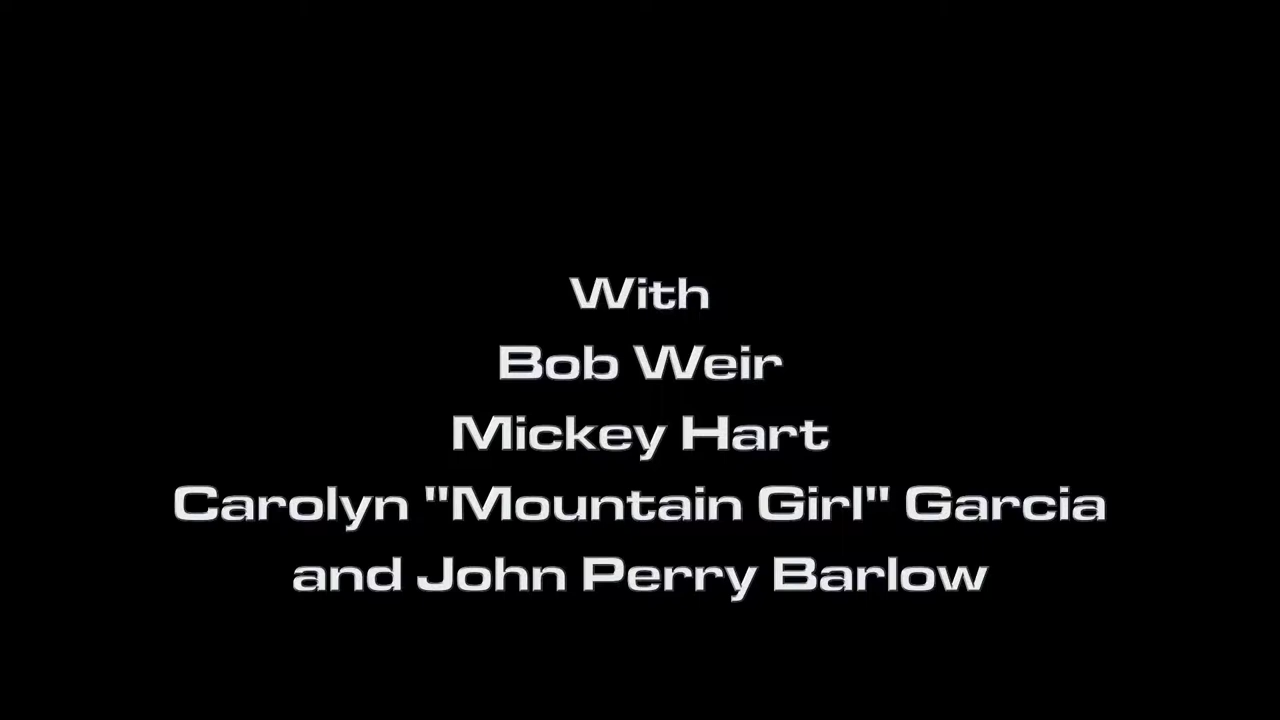 With
Bob Weir
Mickey Hart
Carolyn "Mountain Girl" Garcia
and John Perry Barlow